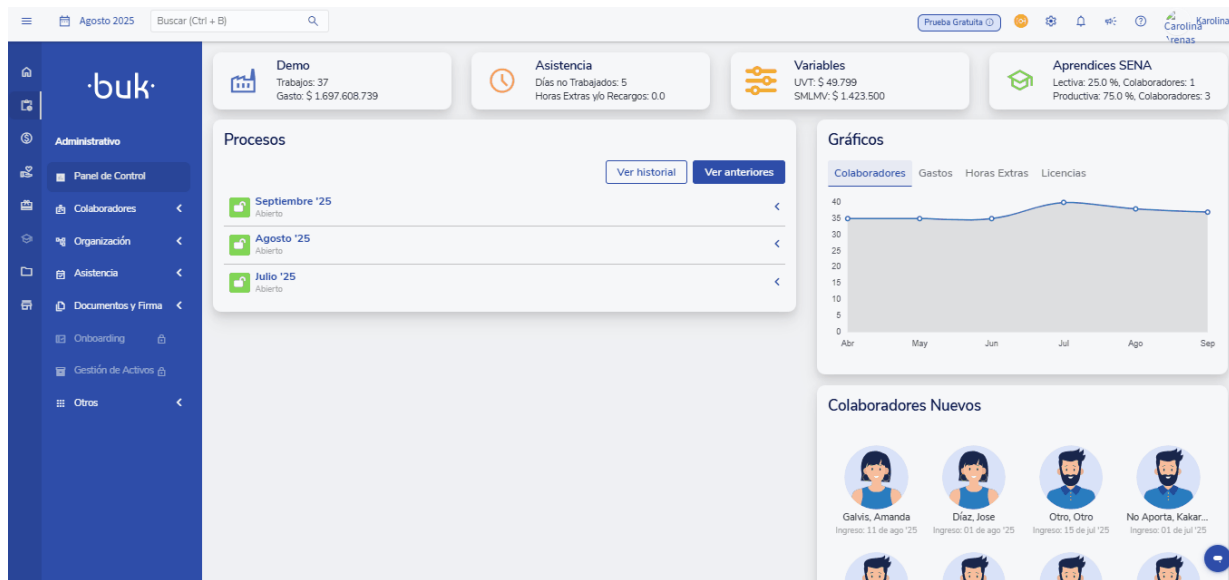 Agosto 2025
Buscar (Ctrl + B)
Prueba Gratuita
Carolina Arenas
Karolina
·buk·
Administrativo
Panel de Control
Colaboradores
Organización
Asistencia
Documentos y Firma
Onboarding
Gestión de Activos
Otros
Demo
Trabajos: 37
Gasto: $ 1.697.608.739
Asistencia
Días no Trabajados: 5
Horas Extras y/o Recargos: 0.0
Variables
UVT: $ 49.799
SMLMV: $ 1.423.500
Aprendices SENA
Lectiva: 25.0 %, Colaboradores: 1
Productiva: 75.0 %, Colaboradores: 3
Procesos
Ver historial
Ver anteriores
Septiembre '25
Abierto
Agosto '25
Abierto
Julio '25
Abierto
Gráficos
Colaboradores Gastos Horas Extras Licencias
40
35
30
25
20
15
10
5
0
Abr May Jun Jul Ago Sep
Colaboradores Nuevos
Galvis, Amanda
Ingreso: 11 de ago '25
Díaz, Jose
Ingreso: 01 de ago '25
Otro, Otro
Ingreso: 15 de jul '25
No Aporta, Kakar...
Ingreso: 01 de jul '25